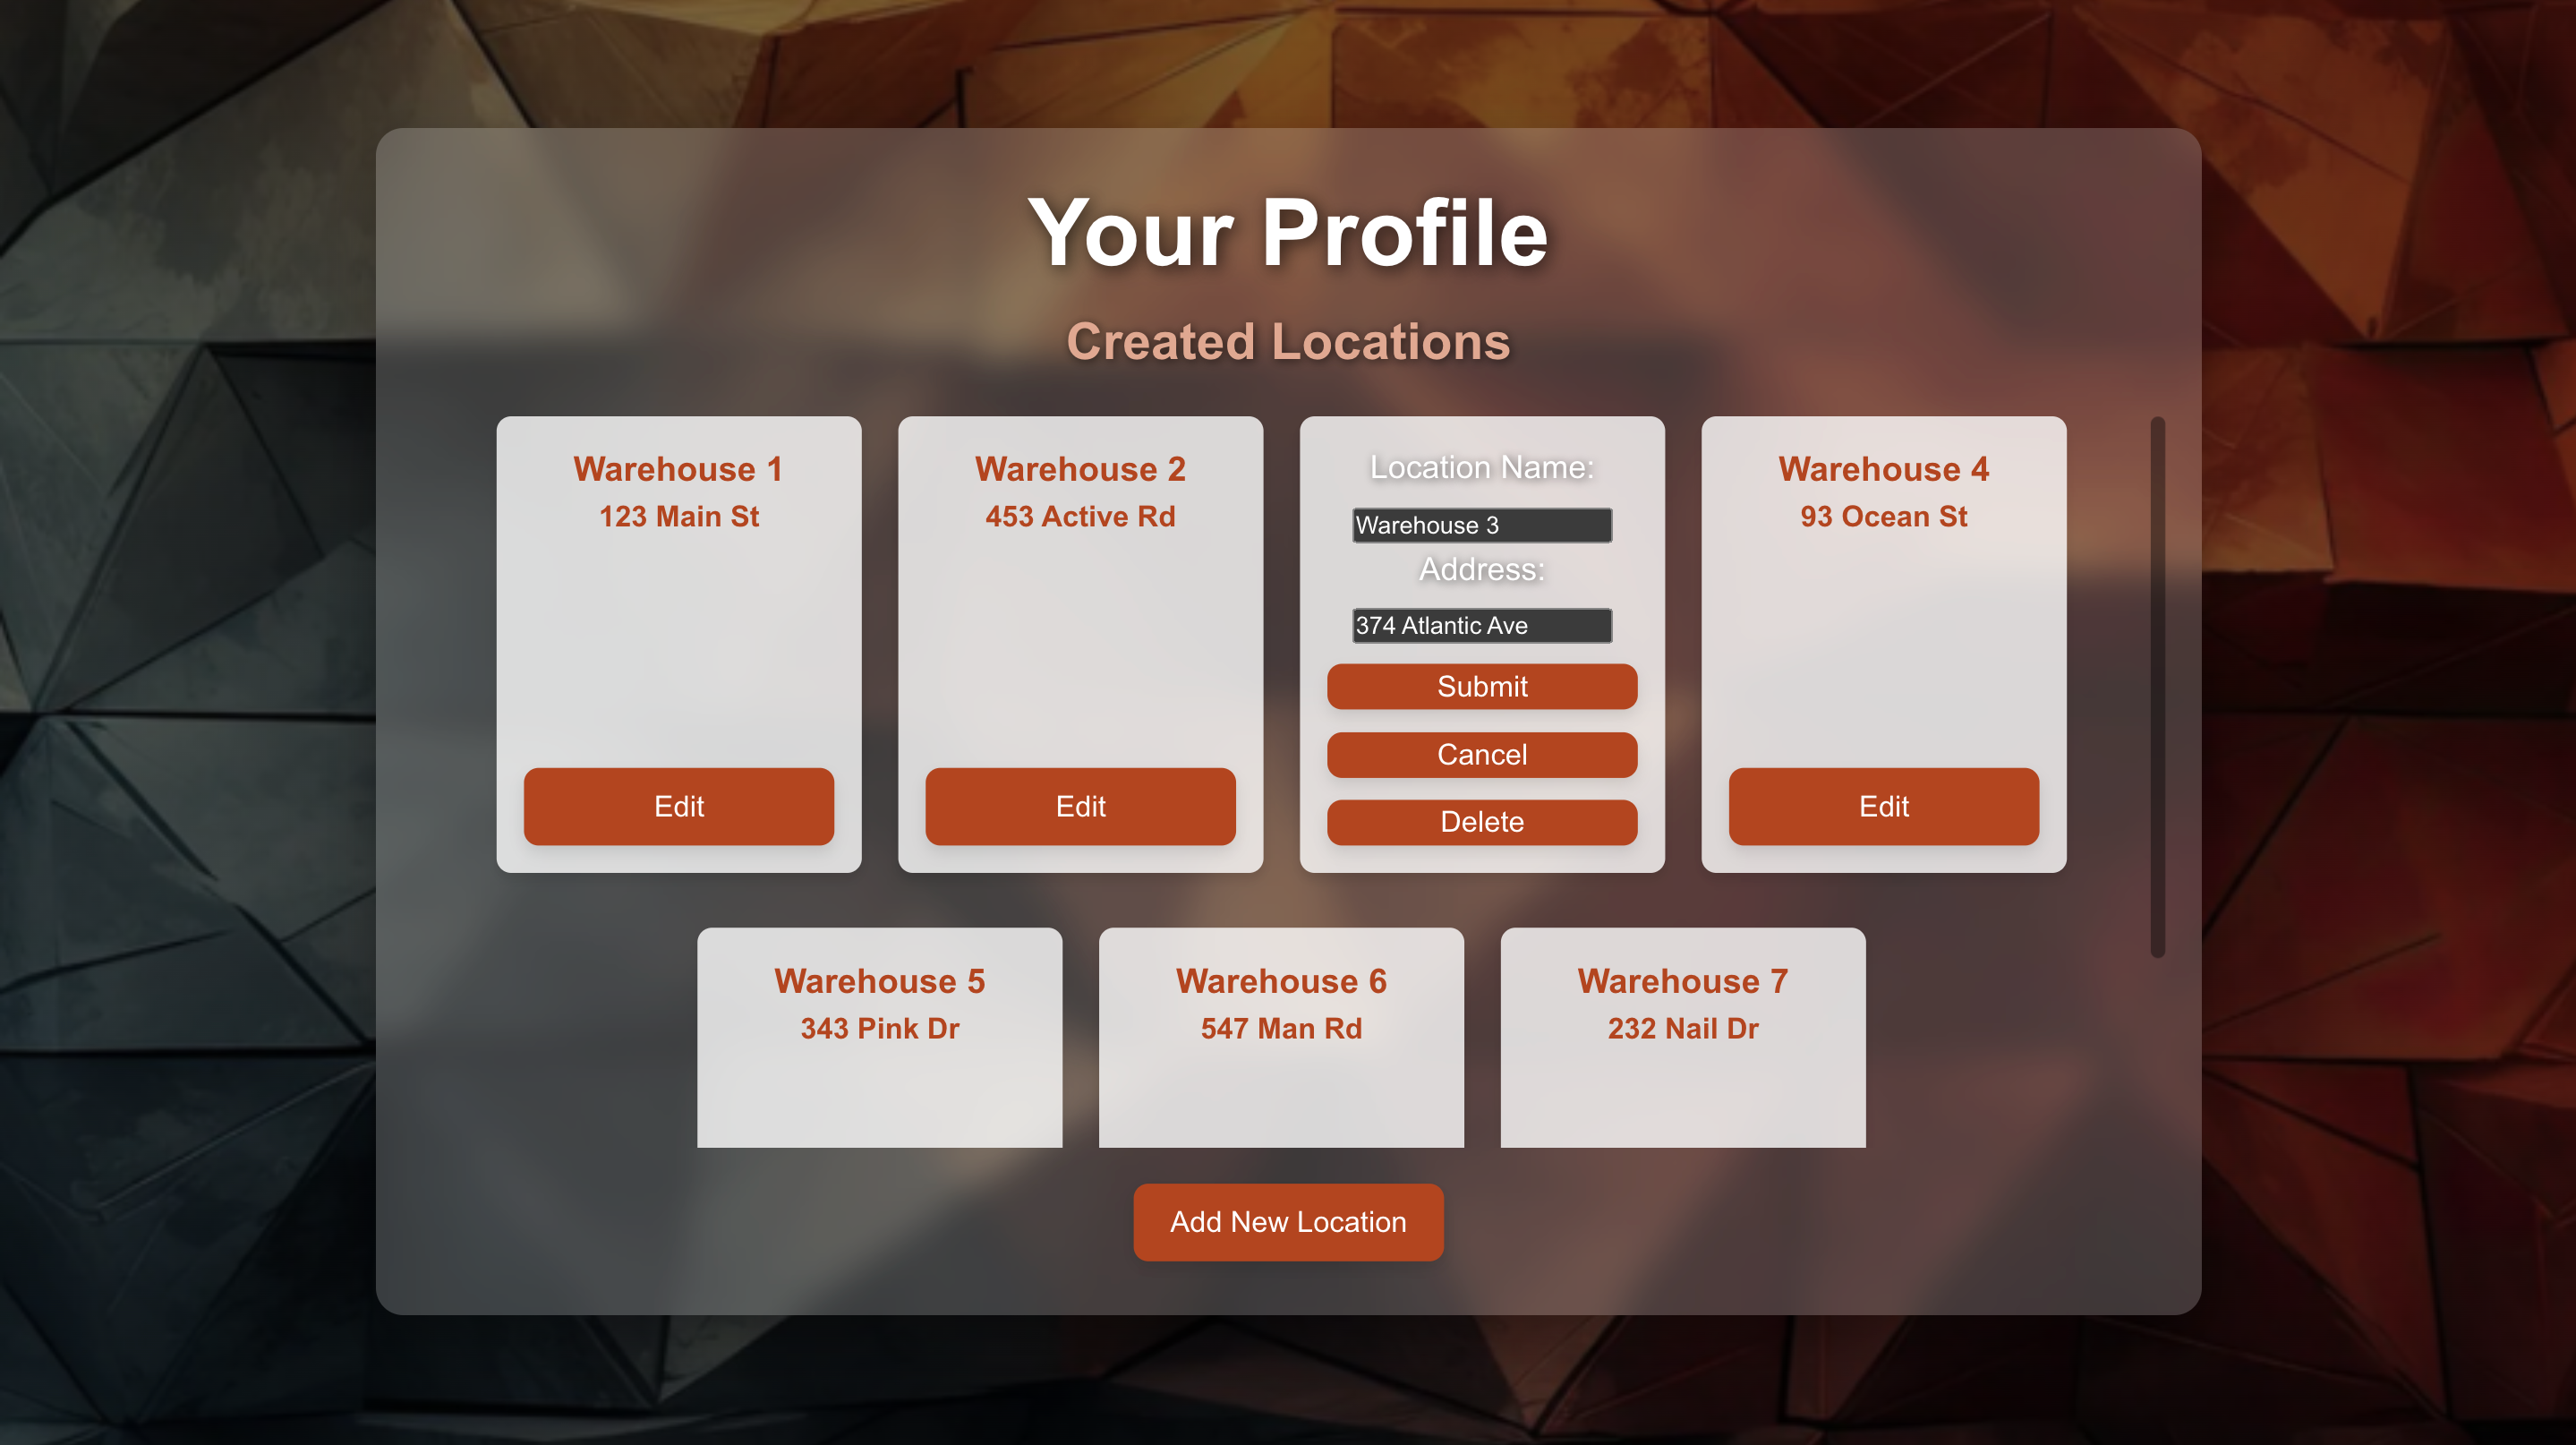 Your Profile
Created Locations
Warehouse 1
123 Main St
Edit
Warehouse 2
453 Active Rd
Edit
Location Name:
Warehouse 3
Address:
374 Atlantic Ave
Submit
Cancel
Delete
Warehouse 4
93 Ocean St
Edit
Warehouse 5
343 Pink Dr
Warehouse 6
547 Man Rd
Warehouse 7
232 Nail Dr
Add New Location